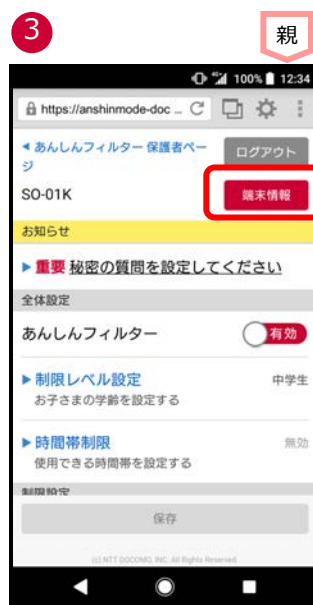 3
親
100% 12:34
https://anshinmode-doc ...
◀ あんしんフィルター 保護者ペー
ジ
ログアウト
SO-01K
端末情報
お知らせ
▶ 重要 秘密の質問を設定してください
全体設定
あんしんフィルター
有効
▶ 制限レベル設定
中学生
お子さまの学齢を設定する
▶ 時間帯制限
無効
使用できる時間帯を設定する
制限設定
保存
(c) NTT DOCOMO, INC. All Rights Reserved.